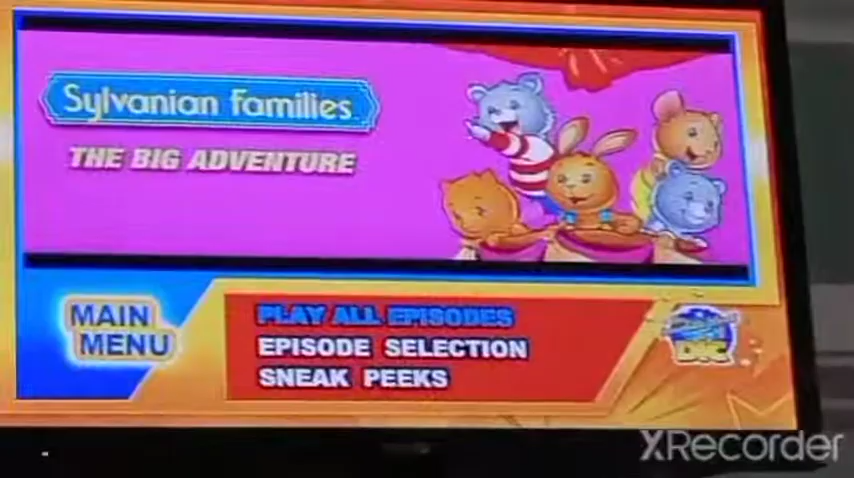 Sylvanian Families
THE BIG ADVENTURE
MAIN
MENU
PLAY ALL EPISODES
EPISODE SELECTION
SNEAK PEEKS
DIC
XRecorder